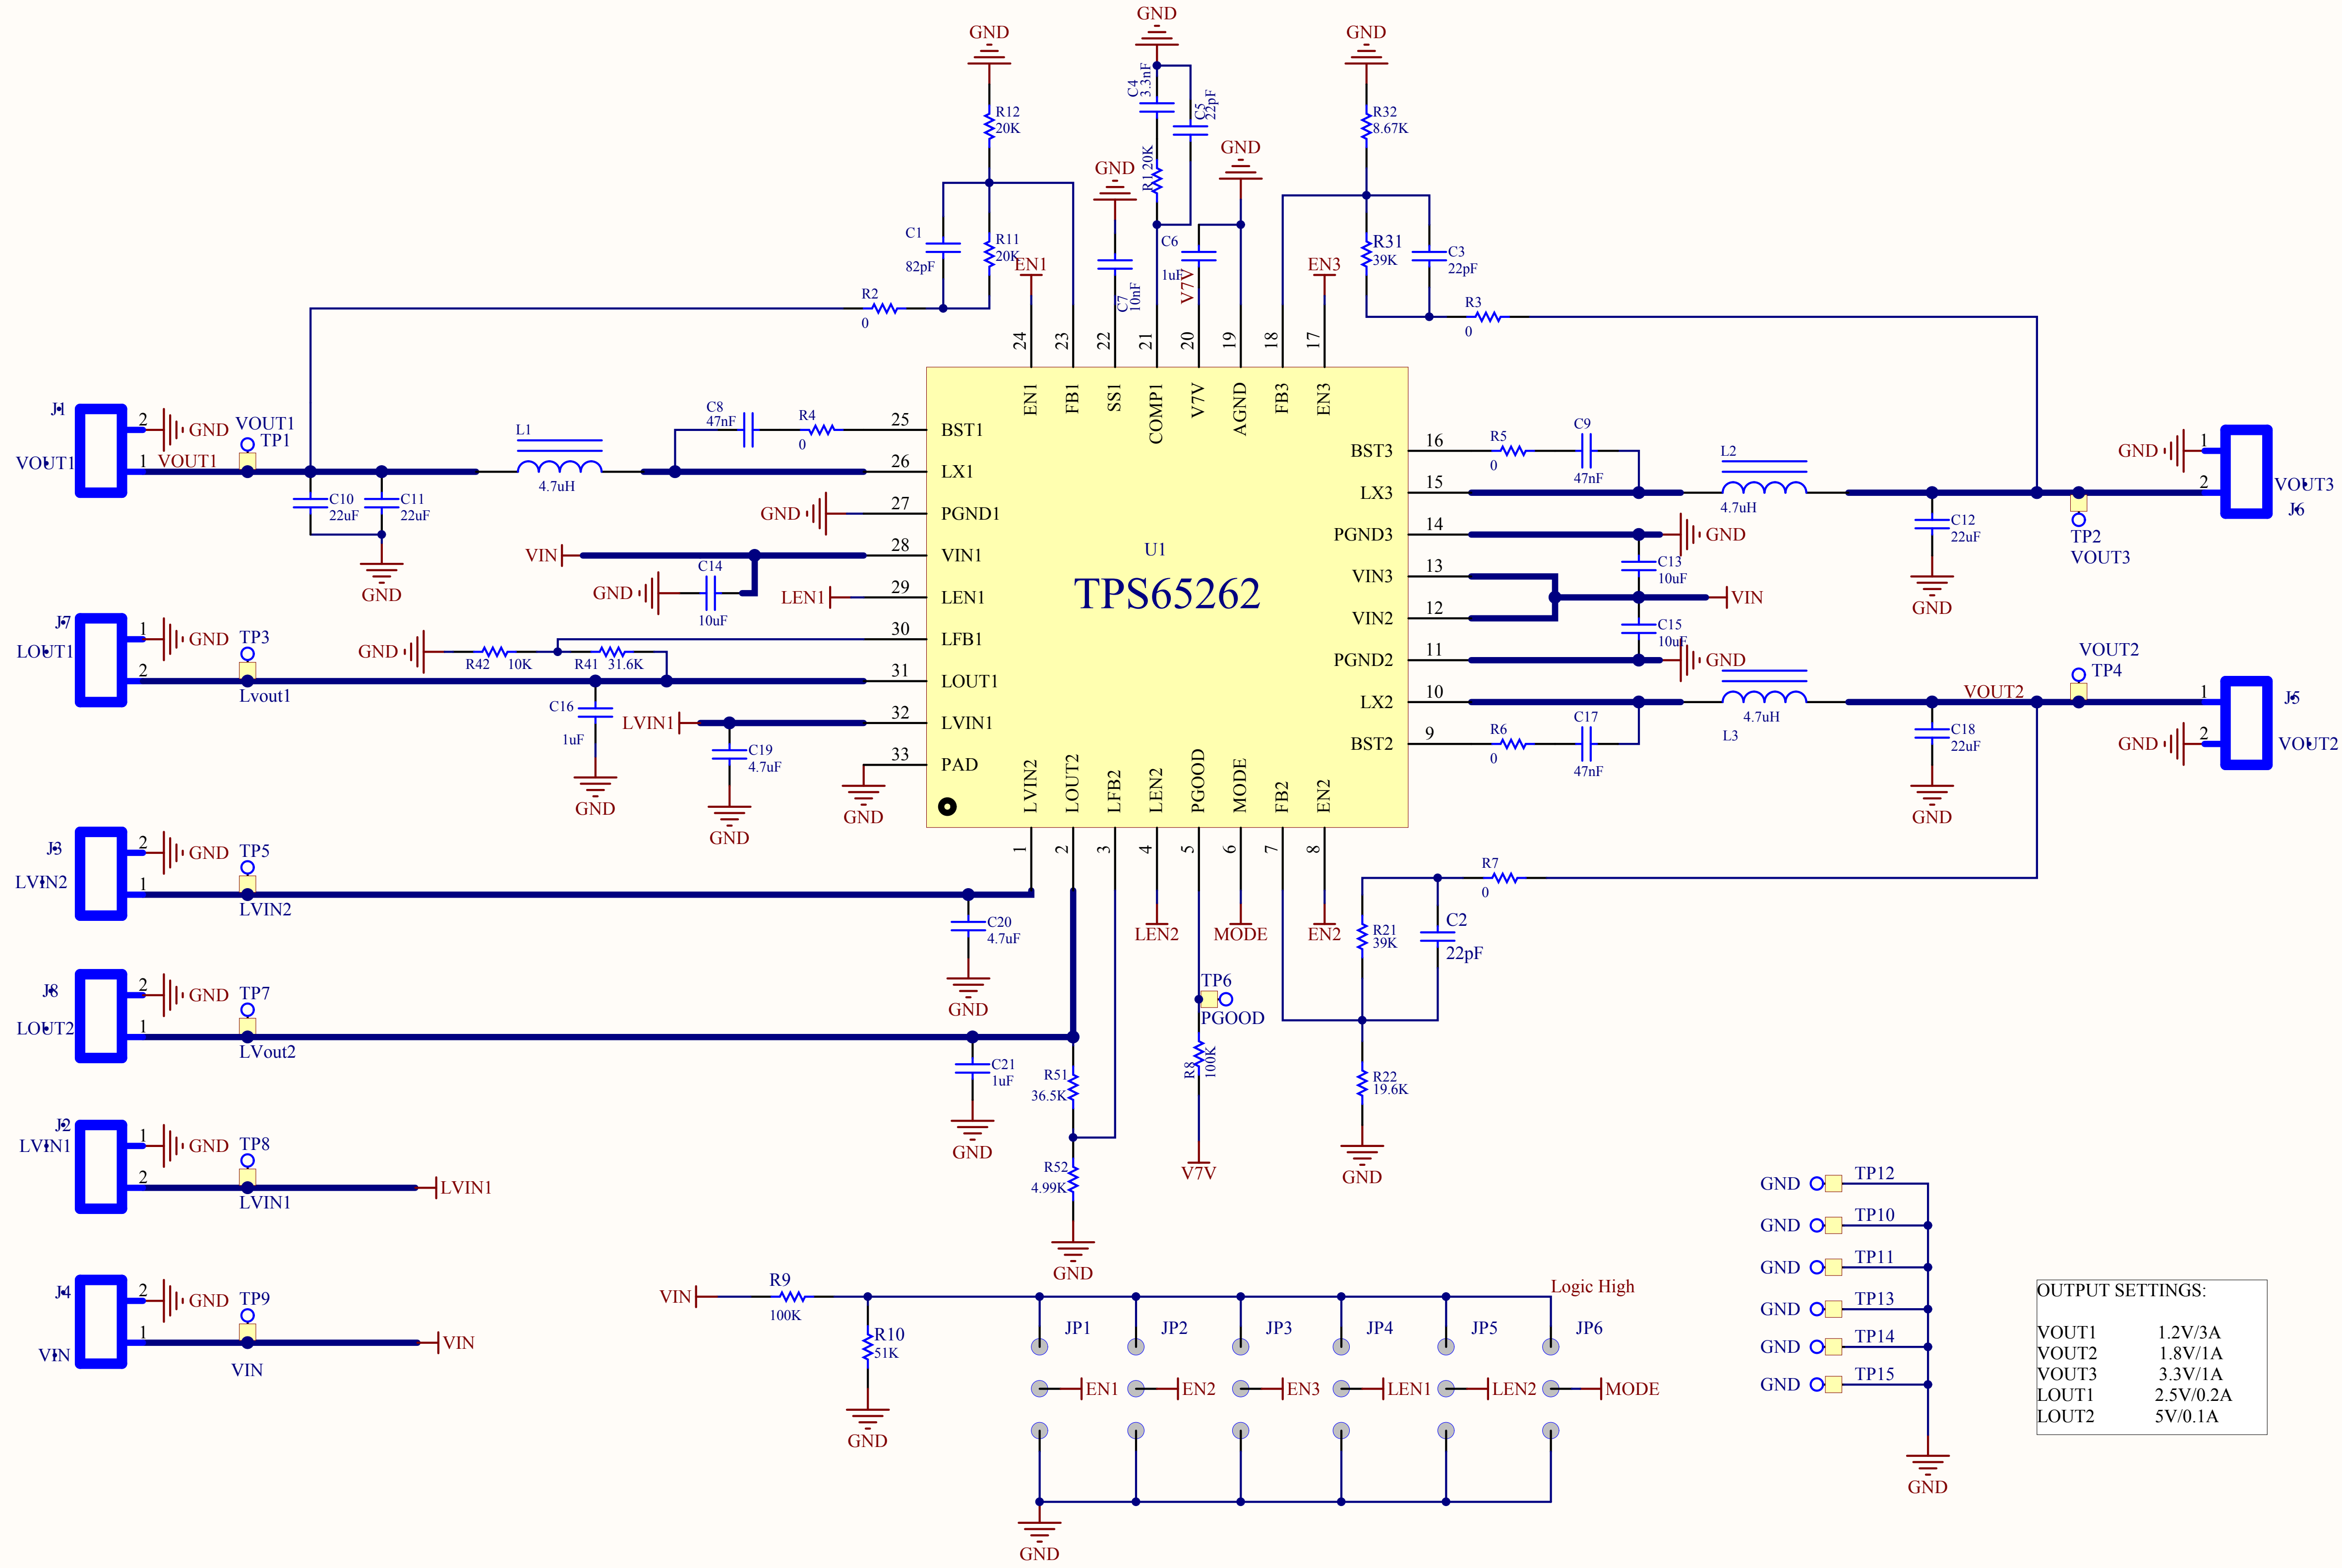 GND
GND
GND
C4
3.3nF
C5
22pF
R12
20K
R32
8.67K
GND
GND
R1 20K
C1
82pF
R11
20K
EN1
C6
1uF
V7V
C7
10nF
R31
39K
C3
22pF
EN3
R2
0
R3
0
24
23
22
21
20
19
18
17
EN1
FB1
SS1
COMP1
V7V
AGND
FB3
EN3
J1
VOUT1
2
GND
1
VOUT1
VOUT1
TP1
L1
4.7uH
C8
47nF
R4
0
25
BST1
26
LX1
C10
22uF
C11
22uF
GND
GND
27
PGND1
VIN
28
VIN1
GND
C14
10uF
LEN1
29
LEN1
U1
TPS65262
BST3
16
R5
0
C9
47nF
LX3
15
L2
4.7uH
PGND3
14
GND
C13
10uF
VIN3
13
VIN
VIN2
12
C15
10uF
PGND2
11
GND
LX2
10
4.7uH
L3
BST2
9
R6
0
C17
47nF
C12
22uF
GND
TP2
VOUT3
GND
1
2
VOUT3
J6
VOUT2
TP4
VOUT2
1
J5
GND
2
VOUT2
C18
22uF
GND
J7
LOUT1
1
GND
2
TP3
Lvout1
GND
R42 10K
R41 31.6K
30
LFB1
31
LOUT1
C16
1uF
GND
LVIN1
32
LVIN1
C19
4.7uF
GND
33
PAD
GND
LVIN2
LOUT2
LFB2
LEN2
PGOOD
MODE
FB2
EN2
1
2
3
4
5
6
7
8
J3
LVIN2
2
GND
1
TP5
LVIN2
C20
4.7uF
GND
LEN2
MODE
EN2
R7
0
R21
39K
C2
22pF
J8
LOUT2
2
GND
1
TP7
LVout2
C21
1uF
GND
TP6
PGOOD
R8
100K
V7V
R51
36.5K
R52
4.99K
GND
R22
19.6K
GND
J2
LVIN1
1
GND
2
TP8
LVIN1
LVIN1
J4
VIN
2
GND
1
TP9
VIN
VIN
VIN
R9
100K
R10
51K
GND
Logic High
JP1
JP2
JP3
JP4
JP5
JP6
EN1
EN2
EN3
LEN1
LEN2
MODE
GND
GND
TP12
GND
TP10
GND
TP11
GND
TP13
GND
TP14
GND
TP15
GND
OUTPUT SETTINGS:
VOUT1 1.2V/3A
VOUT2 1.8V/1A
VOUT3 3.3V/1A
LOUT1 2.5V/0.2A
LOUT2 5V/0.1A